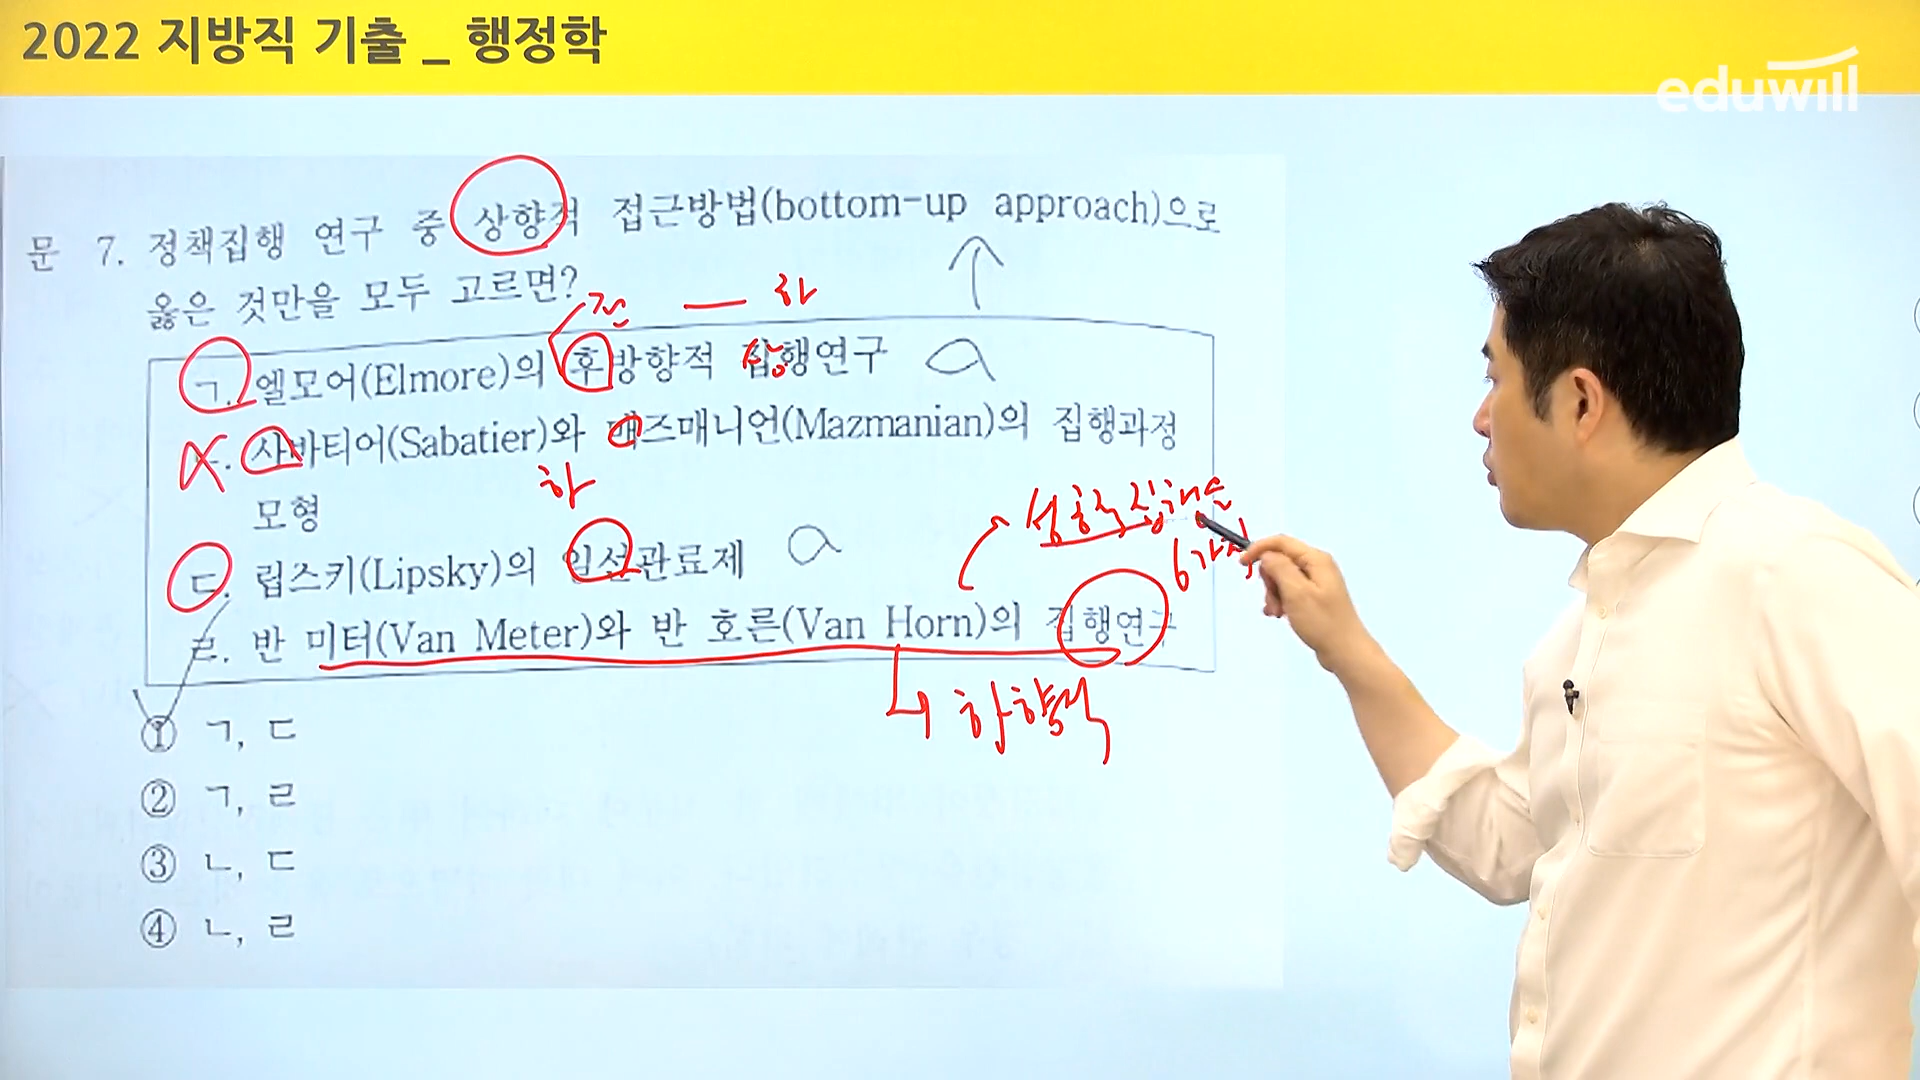 2022 지방직 기출 _ 행정학
eduwill
문 7. 정책집행 연구 중 상향적 접근방법(bottom-up approach)으로
옳은 것만을 모두 고르면?
전 — 하
ㄱ. 엘모어(Elmore)의 후방향적 집행연구
상
ㄴ. 사바티어(Sabatier)와 매즈매니언(Mazmanian)의 집행과정
모형
하
ㄷ. 립스키(Lipsky)의 일선관료제
6가지
ㄹ. 반 미터(Van Meter)와 반 호른(Van Horn)의 집행연구
하향적
① ㄱ, ㄷ
② ㄱ, ㄹ
③ ㄴ, ㄷ
④ ㄴ, ㄹ